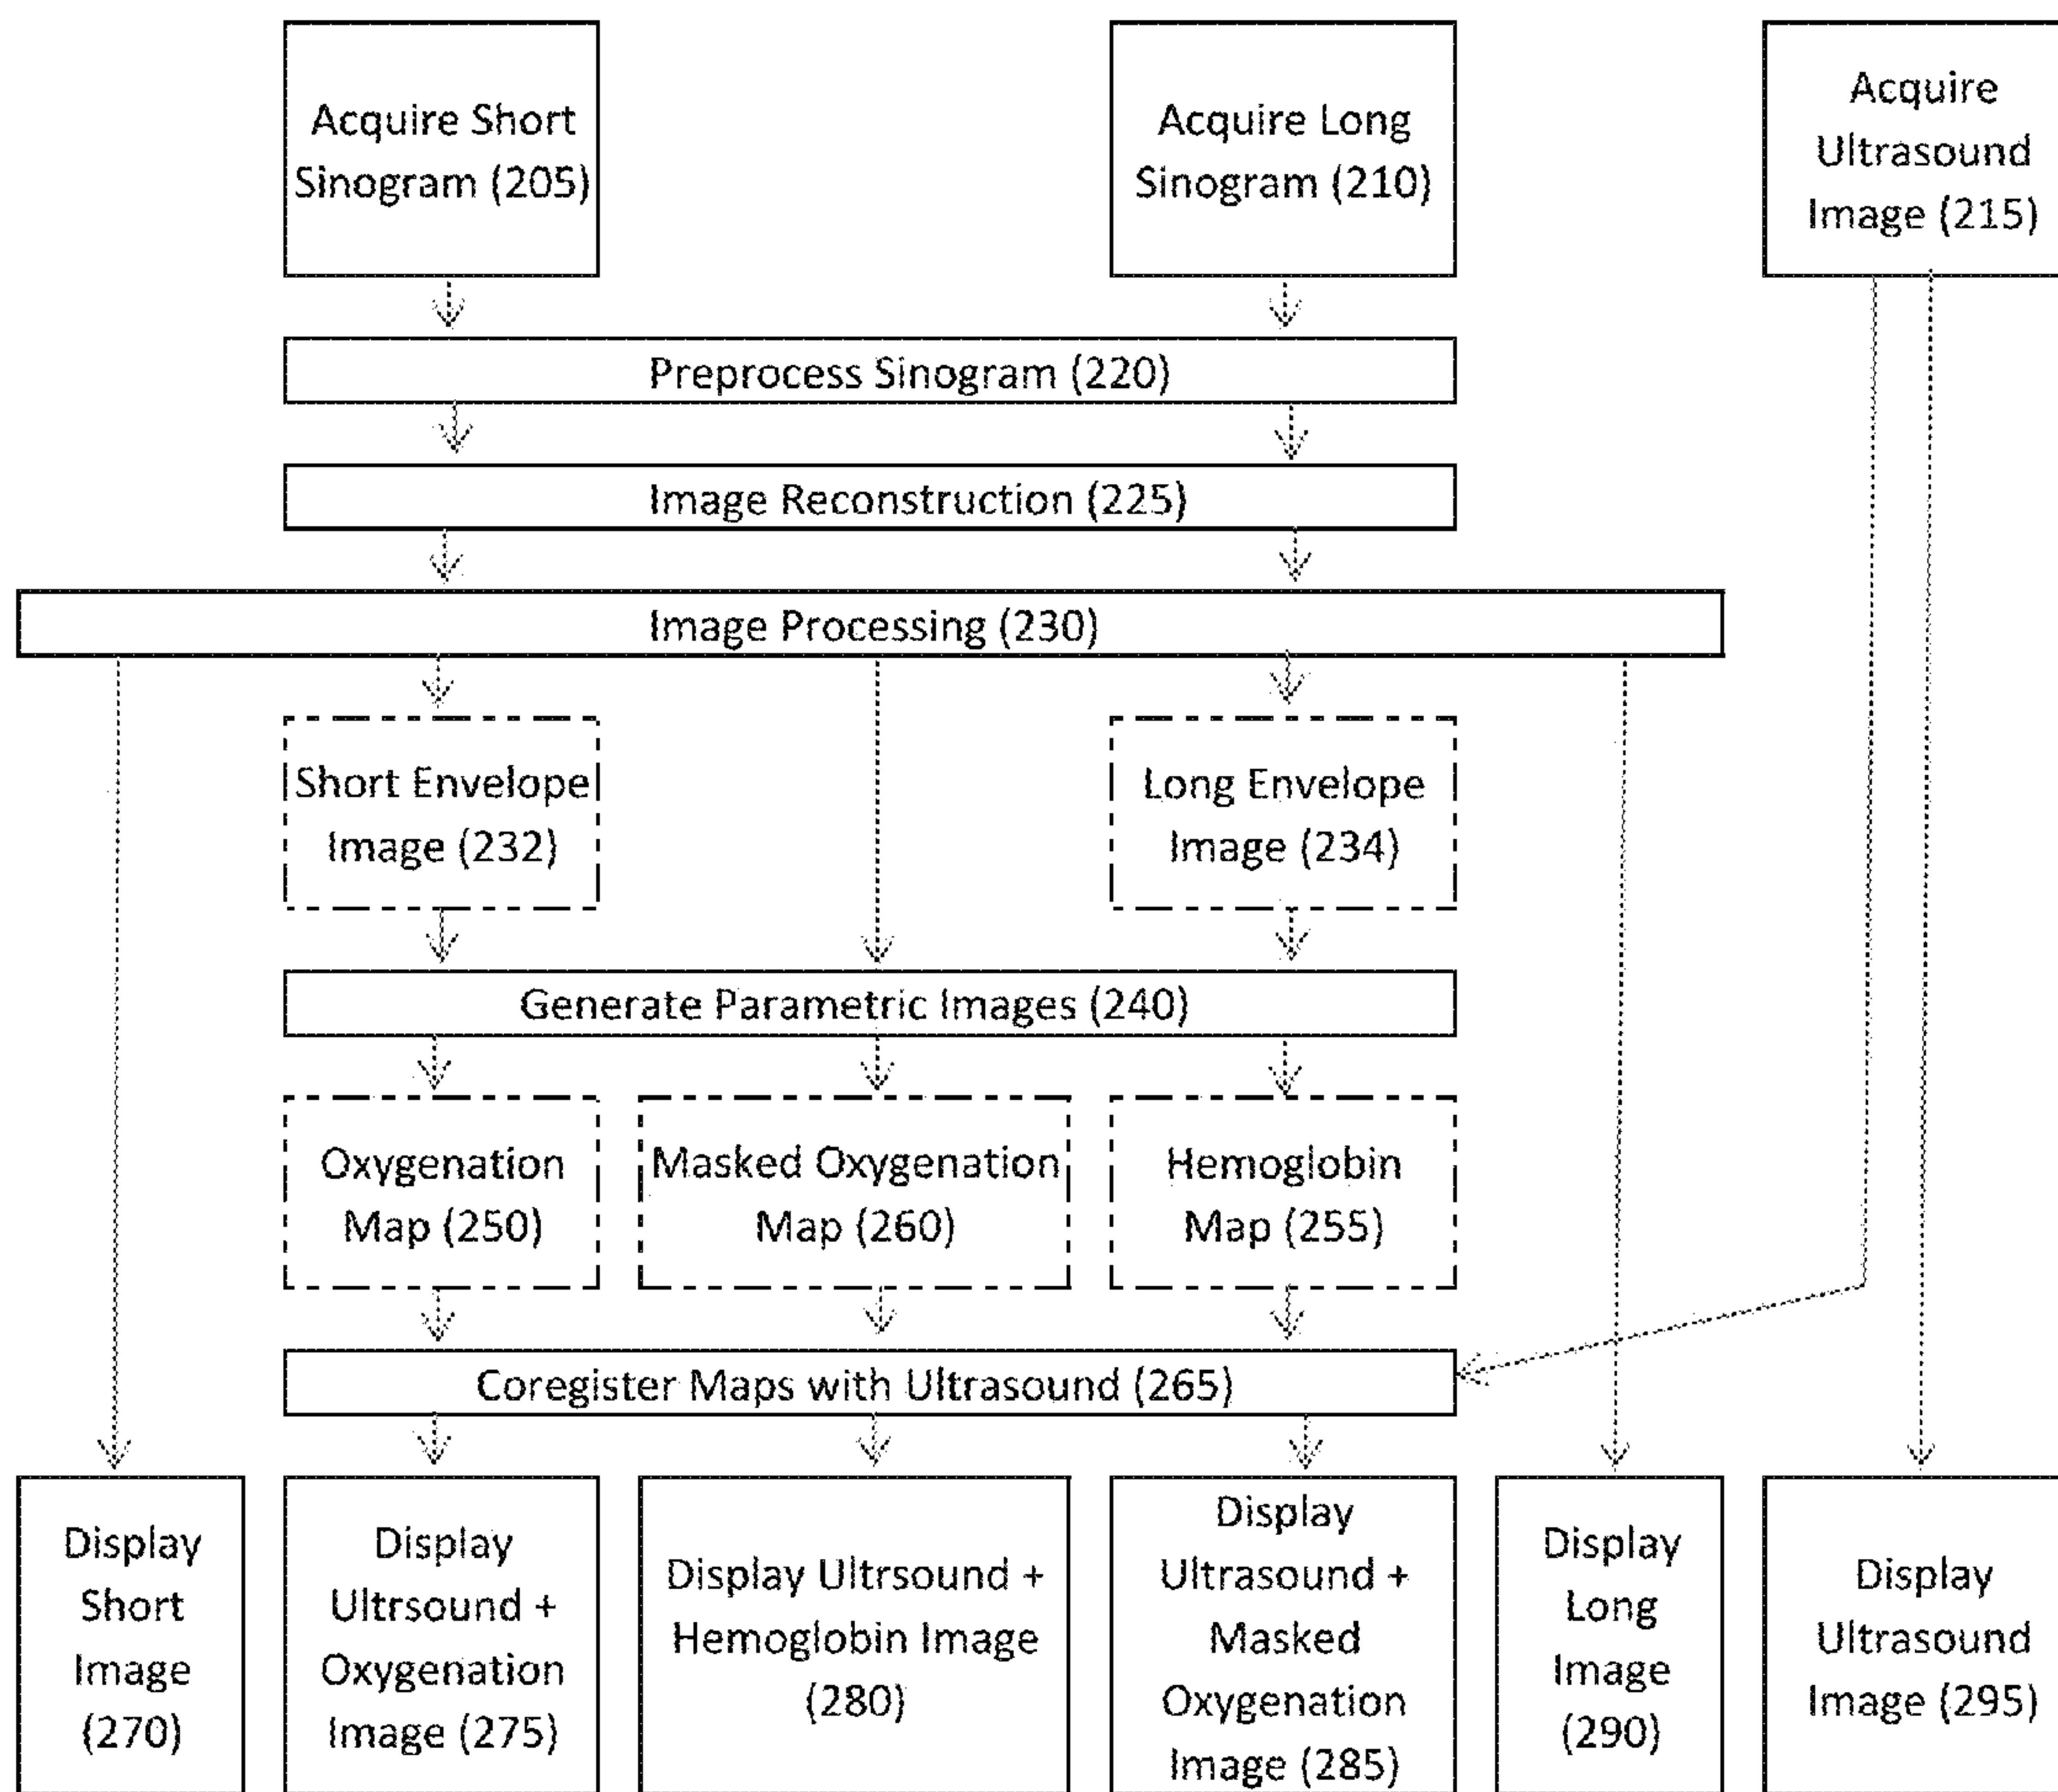 Acquire Short
Sinogram (205)
Acquire Long
Sinogram (210)
Acquire
Ultrasound
Image (215)
Preprocess Sinogram (220)
Image Reconstruction (225)
Image Processing (230)
Short Envelope
Image (232)
Long Envelope
Image (234)
Generate Parametric Images (240)
Oxygenation
Map (250)
Masked Oxygenation
Map (260)
Hemoglobin
Map (255)
Coregister Maps with Ultrasound (265)
Display
Short
Image
(270)
Display
Ultrsound +
Oxygenation
Image (275)
Display Ultrsound +
Hemoglobin Image
(280)
Display
Ultrasound +
Masked
Oxygenation
Image (285)
Display
Long
Image
(290)
Display
Ultrasound
Image (295)